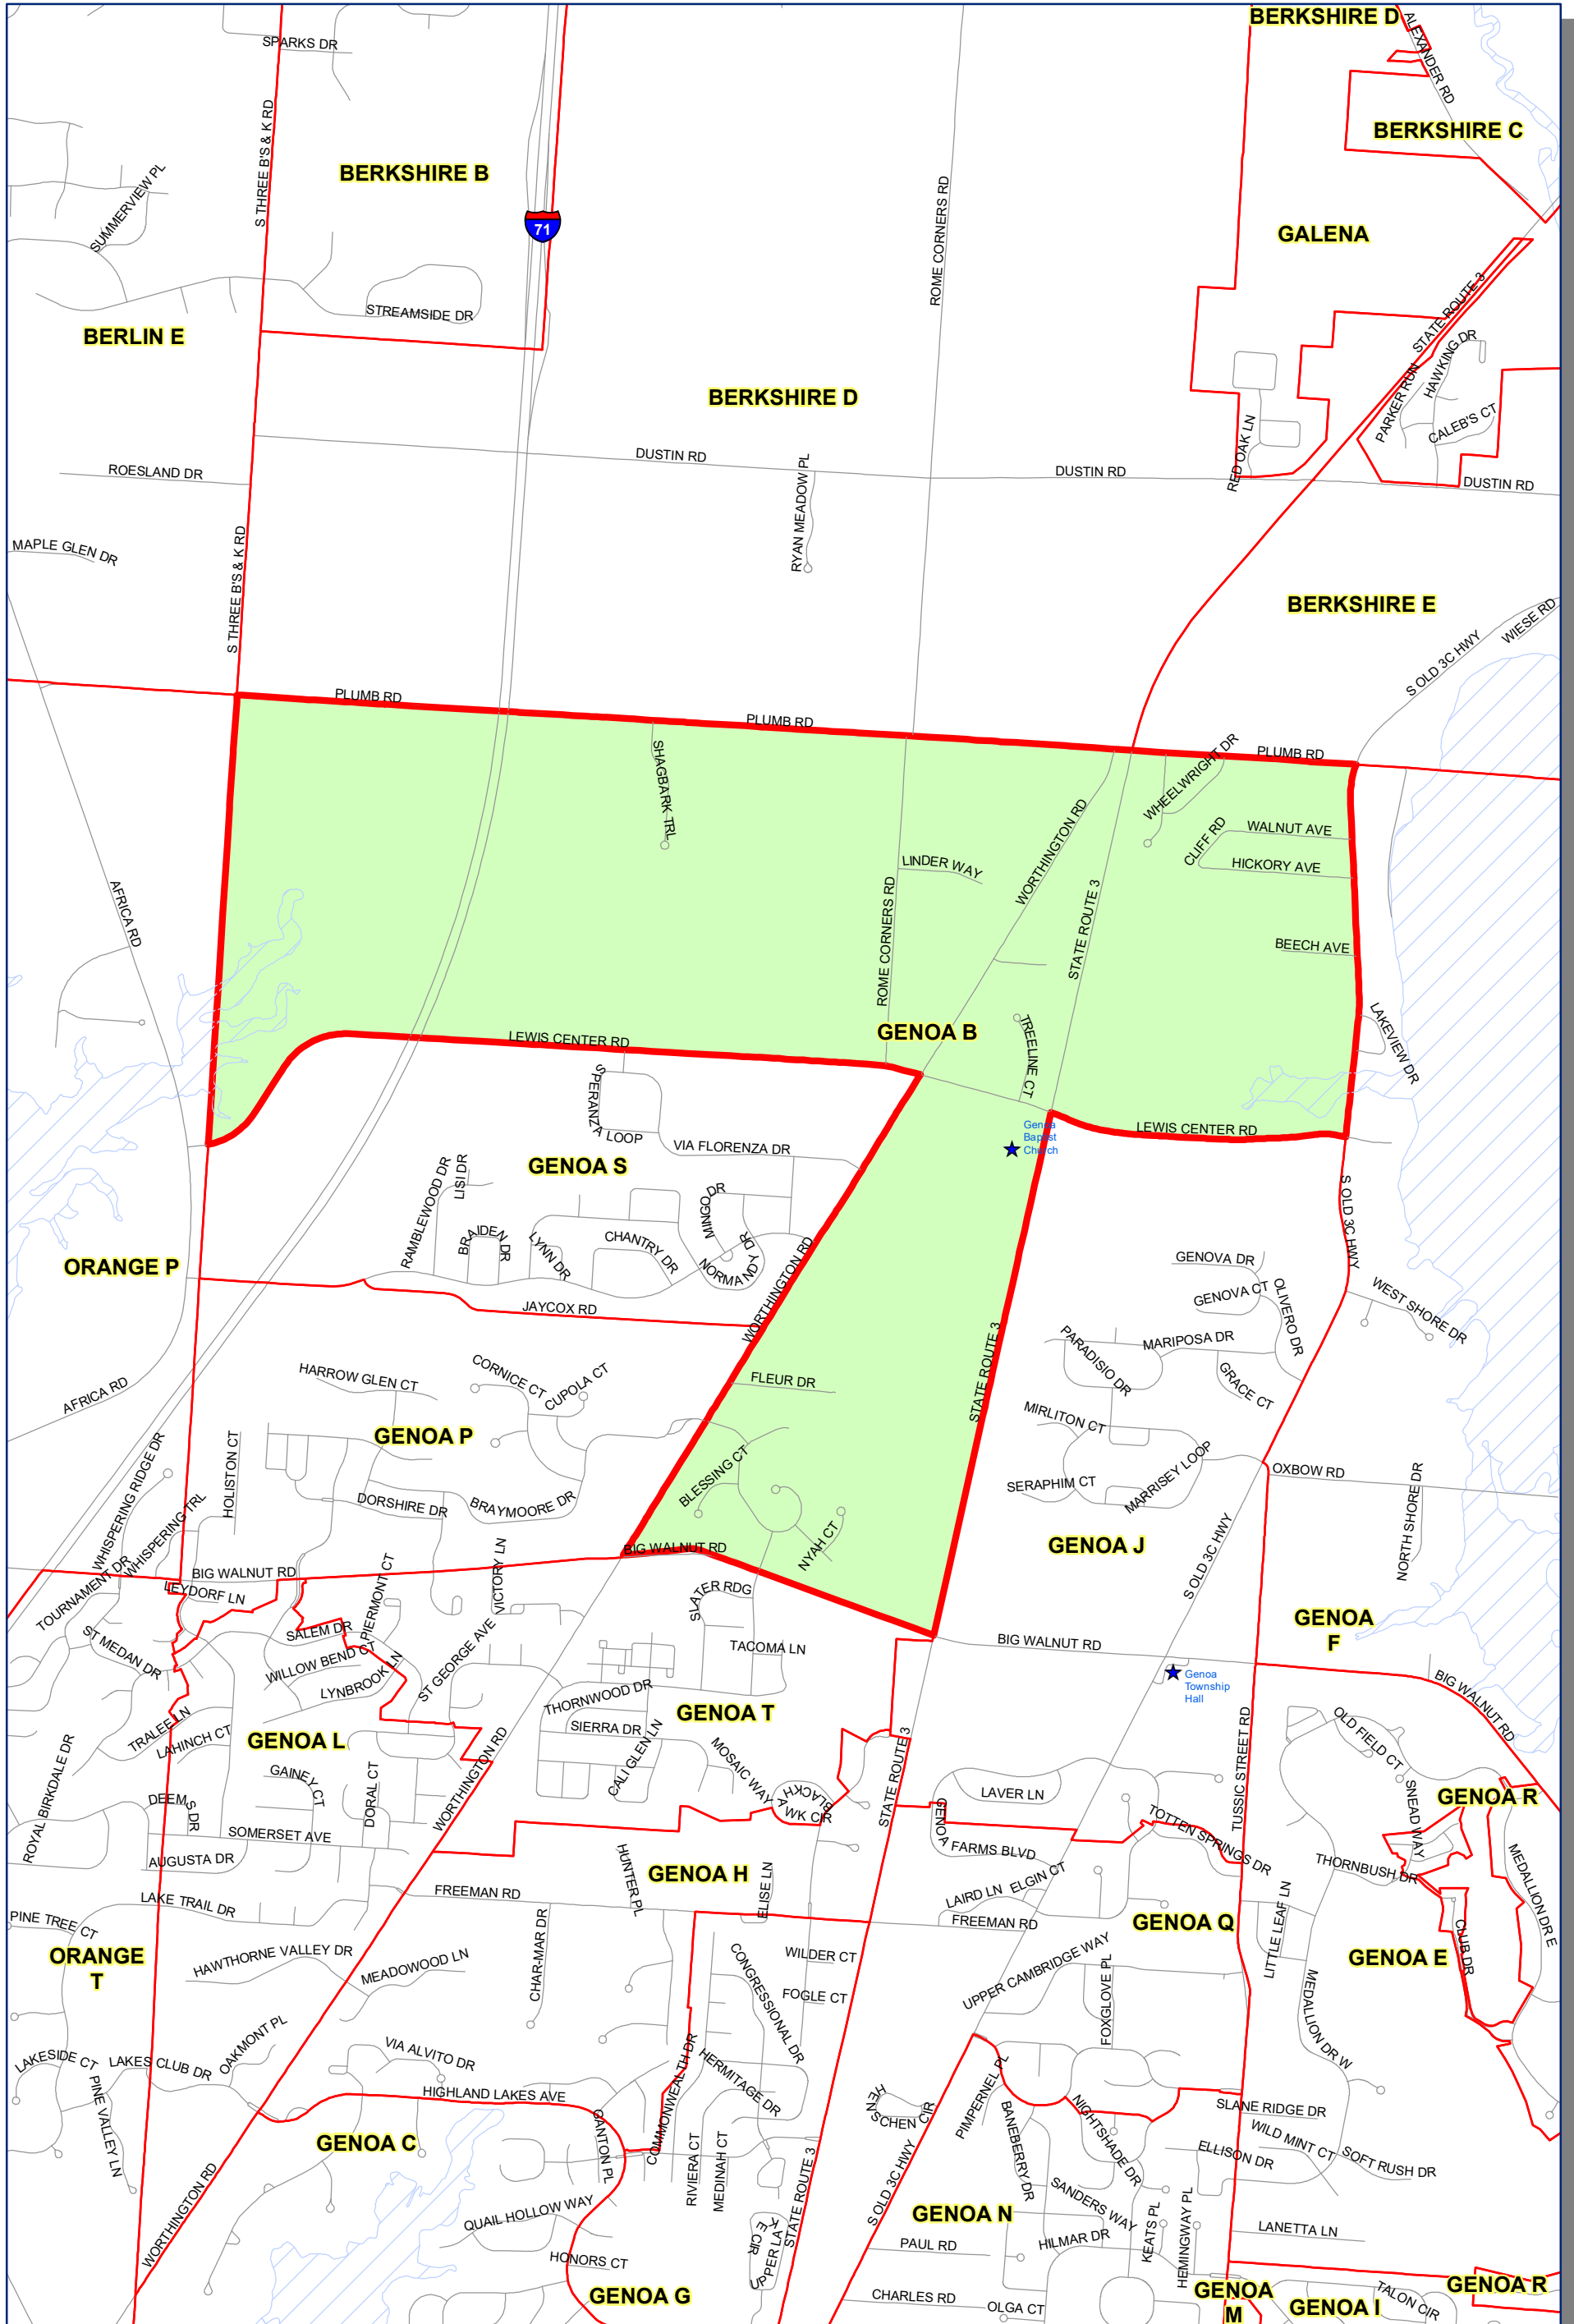 BERKSHIRE D
ALEXANDER RD
SPARKS DR
S THREE B'S & K RD
BERKSHIRE B
BERKSHIRE C
SUMMERVIEW PL
71
ROME CORNERS RD
GALENA
STREAMSIDE DR
STATE ROUTE 3
BERLIN E
HAWKING DR
PARKER RUN
BERKSHIRE D
CALEB'S CT
RED OAK LN
DUSTIN RD
DUSTIN RD
DUSTIN RD
ROESLAND DR
RYAN MEADOW PL
MAPLE GLEN DR
S THREE B'S & K RD
BERKSHIRE E
WIESE RD
S OLD 3C HWY
PLUMB RD
PLUMB RD
PLUMB RD
SHAGBARK TRL
WHEELWRIGHT DR
WALNUT AVE
CLIFF RD
HICKORY AVE
LINDER WAY
WORTHINGTON RD
AFRICA RD
ROME CORNERS RD
STATE ROUTE 3
BEECH AVE
LAKEVIEW DR
GENOA B
TREELINE CT
LEWIS CENTER RD
SPERANZA LOOP
Genoa
Baptist
Church
LEWIS CENTER RD
VIA FLORENZA DR
GENOA S
RAMBLEWOOD DR
LISI DR
MINGO DR
BRAIDEN DR
LYNN DR
CHANTRY DR
NORMANDY DR
S OLD 3C HWY
GENOVA DR
ORANGE P
GENOVA CT
OLIVERO DR
WEST SHORE DR
JAYCOX RD
WORTHINGTON RD
PARADISIO DR
MARIPOSA DR
GRACE CT
STATE ROUTE 3
HARROW GLEN CT
CORNICE CT
CUPOLA CT
FLEUR DR
AFRICA RD
MIRLITON CT
GENOA P
WHISPERING RIDGE DR
HOLISTON CT
BLESSING CT
MARRISEY LOOP
OXBOW RD
SERAPHIM CT
NORTH SHORE DR
DORSHIRE DR
BRAYMOORE DR
WHISPERING TRL
NYAH CT
GENOA J
BIG WALNUT RD
S OLD 3C HWY
BIG WALNUT RD
TOURNAMENT DR
LEYDORF LN
PIERMONT CT
VICTORY LN
SLATER RDG
ST MEDAN DR
SALEM DR
WILLOW BEND CT
LYNBROOK LN
ST GEORGE AVE
TACOMA LN
BIG WALNUT RD
GENOA
F
Genoa
Township
Hall
BIG WALNUT RD
THORNWOOD DR
GENOA T
TRALEE LN
LAHINCH CT
GENOA L
SIERRA DR
CALI GLEN LN
MOSAIC WAY
ROYAL BIRKDALE DR
WORTHINGTON RD
STATE ROUTE 3
TUSSIC STREET RD
OLD FIELD CT
GAINEY CT
DORAL CT
BLACKHAWK CIR
LAVER LN
SNEAD WAY
GENOA R
DEEMS DR
SOMERSET AVE
AUGUSTA DR
GENOA FARMS BLVD
TOTTEN SPRINGS DR
THORNBUSH DR
MEDALLION DR E
GENOA H
HUNTER PL
ELISE LN
LAIRD LN
ELGIN CT
LITTLE LEAF LN
LAKE TRAIL DR
FREEMAN RD
FREEMAN RD
GENOA Q
PINE TREE CT
ORANGE
T
HAWTHORNE VALLEY DR
MEADOWOOD LN
CHAR-MAR DR
CONGRESSIONAL DR
WILDER CT
FOGLE CT
UPPER CAMBRIDGE WAY
FOXGLOVE PL
GENOA E
CLUB DR
MEDALLION DR W
LAKESIDE CT
LAKES CLUB DR
OAKMONT PL
VIA ALVITO DR
HIGHLAND LAKES AVE
COMMONWEALTH DR
HERMITAGE DR
PIMPERNEL PL
HENSCHEN CIR
NIGHTSHADE DR
SLANE RIDGE DR
WILD MINT CT
PINE VALLEY LN
GENOA C
CANTON PL
RIVIERA CT
MEDINAH CT
STATE ROUTE 3
S OLD 3C HWY
BANEBERRY DR
ELLISON DR
SOFT RUSH DR
WORTHINGTON RD
QUAIL HOLLOW WAY
HONORS CT
UPPER LAKE CIR
GENOA N
SANDERS WAY
HILMAR DR
KEATS PL
HEMINGWAY PL
LANETTA LN
PAUL RD
GENOA G
CHARLES RD
OLGA CT
GENOA
M
GENOA I
TALON CIR
GENOA R